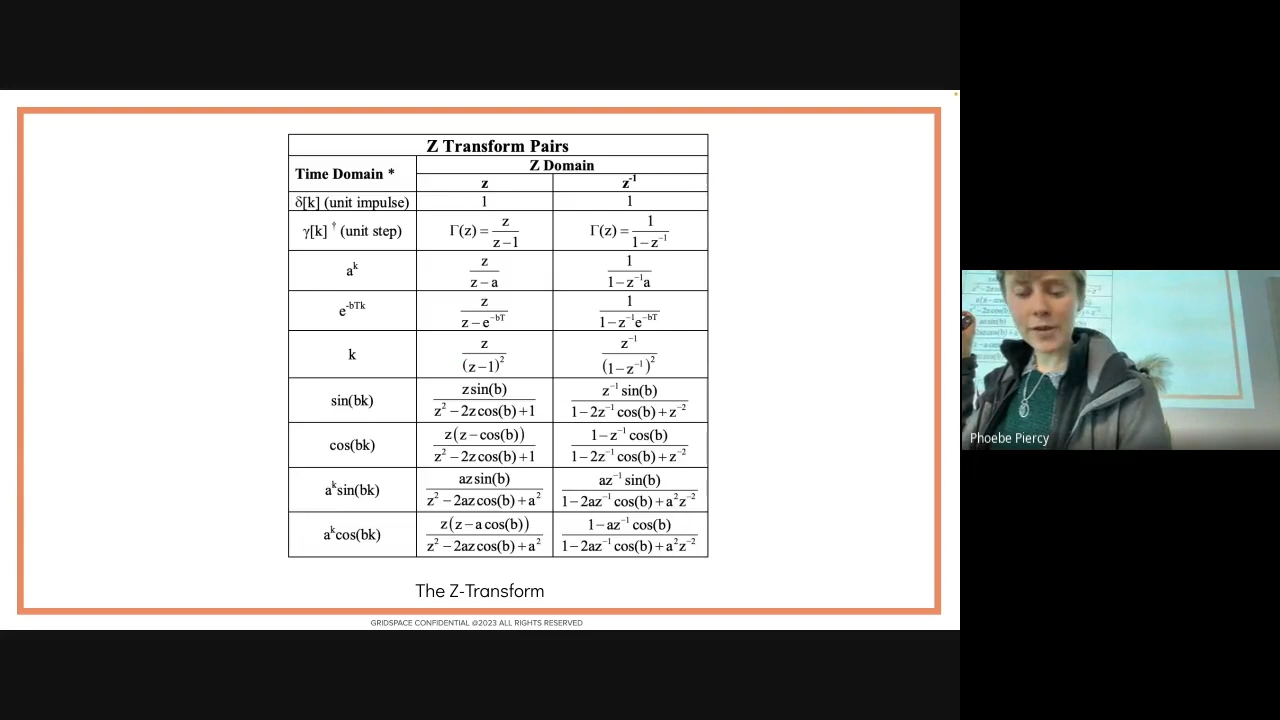 Z Transform Pairs
Time Domain * Z Domain
z z⁻¹
δ[k] (unit impulse) 1 1
γ[k] † (unit step) Γ(z) = z/(z−1) Γ(z) = 1/(1−z⁻¹)
aᵏ z/(z−a) 1/(1−z⁻¹a)
e⁻ᵇᵀᵏ z/(z−e⁻ᵇᵀ) 1/(1−z⁻¹e⁻ᵇᵀ)
k z/(z−1)² z⁻¹/(1−z⁻¹)²
sin(bk) z sin(b)/(z²−2z cos(b)+1) z⁻¹ sin(b)/(1−2z⁻¹ cos(b)+z⁻²)
cos(bk) z(z−cos(b))/(z²−2z cos(b)+1) 1−z⁻¹ cos(b)/(1−2z⁻¹ cos(b)+z⁻²)
aᵏsin(bk) az sin(b)/(z²−2az cos(b)+a²) az⁻¹ sin(b)/(1−2az⁻¹ cos(b)+a²z⁻²)
aᵏcos(bk) z(z−a cos(b))/(z²−2az cos(b)+a²) 1−az⁻¹ cos(b)/(1−2az⁻¹ cos(b)+a²z⁻²)
The Z-Transform
GRIDSPACE CONFIDENTIAL @2023 ALL RIGHTS RESERVED
Phoebe Piercy